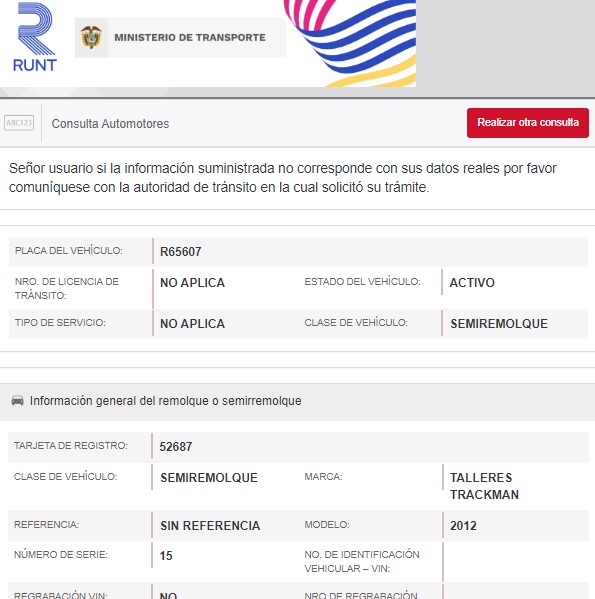 RUNT
MINISTERIO DE TRANSPORTE
ABC123
Consulta Automotores
Realizar otra consulta
Señor usuario si la información suministrada no corresponde con sus datos reales por favor
comuníquese con la autoridad de tránsito en la cual solicitó su trámite.
PLACA DEL VEHÍCULO: R65607
NRO. DE LICENCIA DE
TRÁNSITO: NO APLICA ESTADO DEL VEHÍCULO: ACTIVO
TIPO DE SERVICIO: NO APLICA CLASE DE VEHÍCULO: SEMIREMOLQUE
Información general del remolque o semirremolque
TARJETA DE REGISTRO: 52687
CLASE DE VEHÍCULO: SEMIREMOLQUE MARCA: TALLERES
TRACKMAN
REFERENCIA: SIN REFERENCIA MODELO: 2012
NÚMERO DE SERIE: 15 NO. DE IDENTIFICACIÓN
VEHICULAR – VIN:
REGRABACIÓN VIN: NO NRO DE REGRABACIÓN